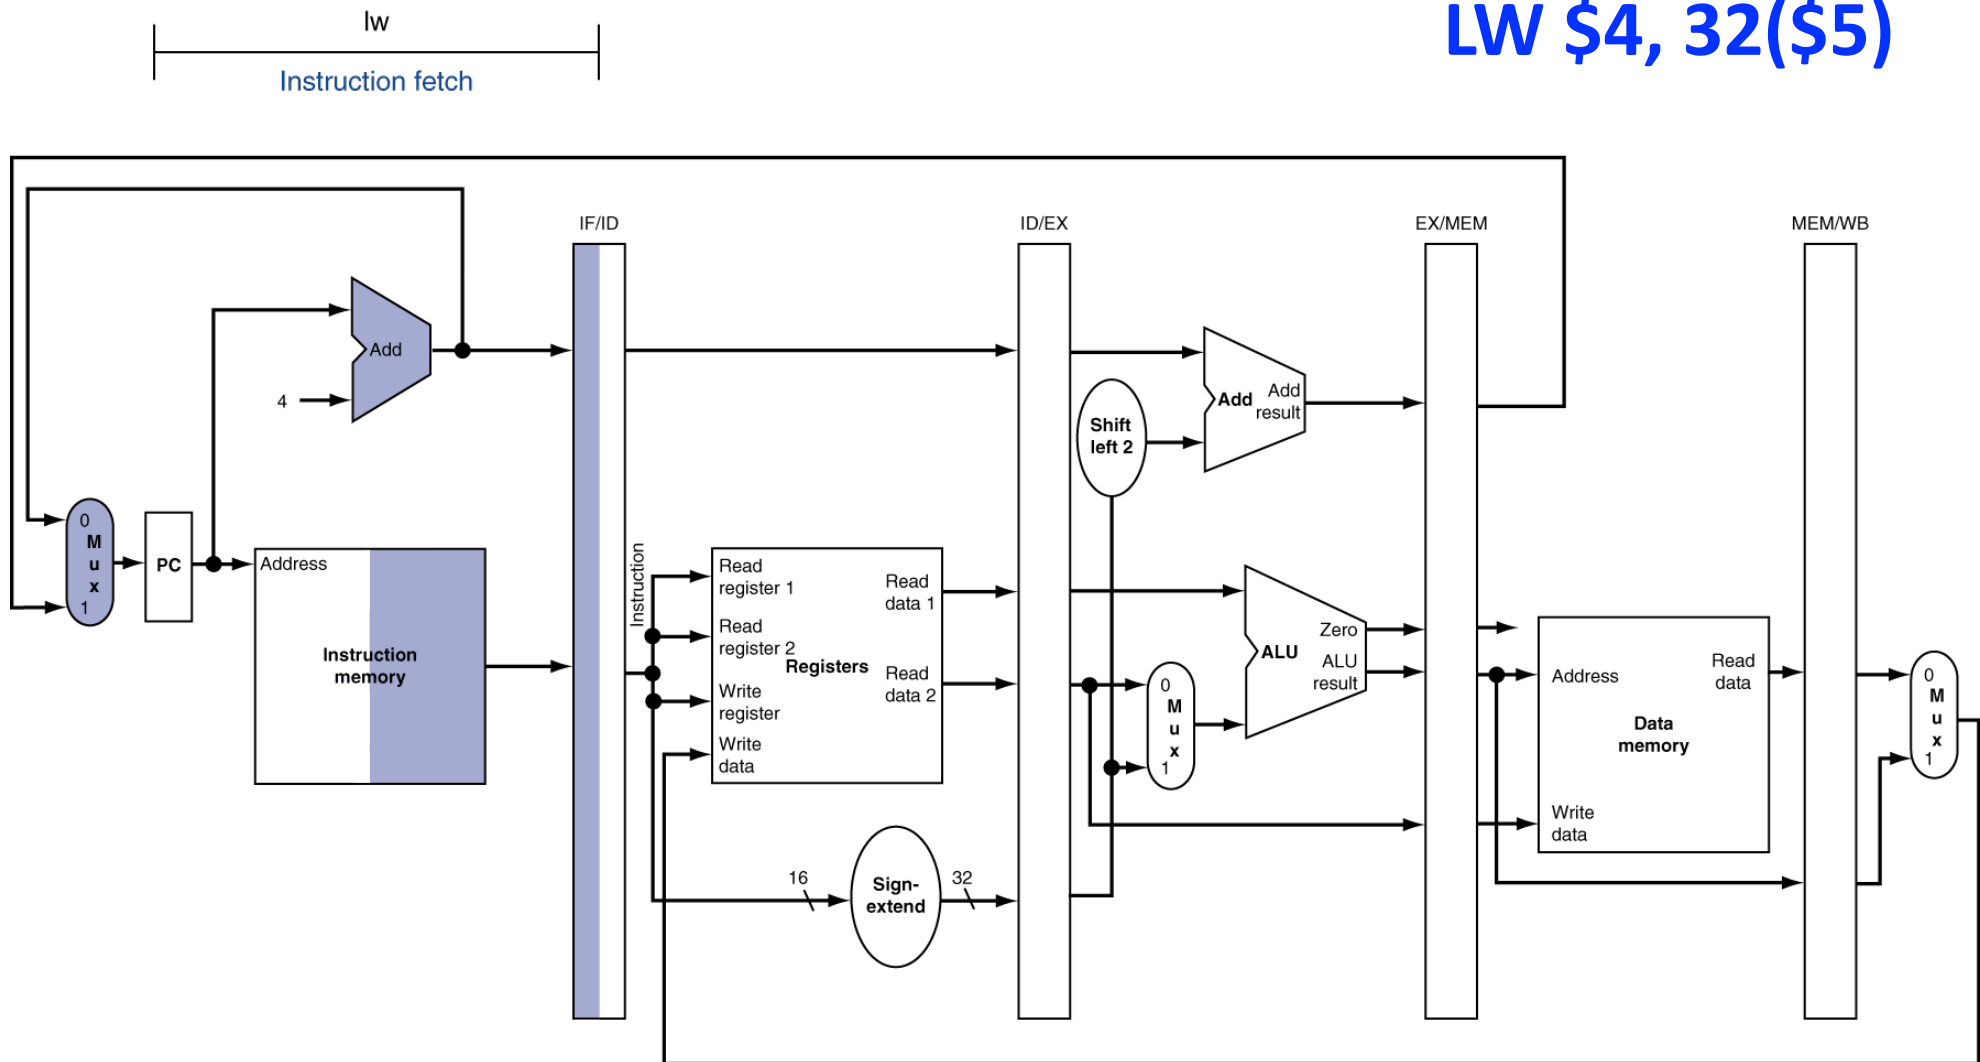 lw
LW $4, 32($5)
Instruction fetch
IF/ID
ID/EX
EX/MEM
MEM/WB
Add
4
Add
Add
result
Shift
left 2
0
M
u
x
1
PC
Address
Instruction
memory
Instruction
Read
register 1
Read
register 2
Write
register
Write
data
Registers
Read
data 1
Read
data 2
16
Sign-
extend
32
0
M
u
x
1
ALU
Zero
ALU
result
Address
Read
data
Data
memory
Write
data
0
M
u
x
1